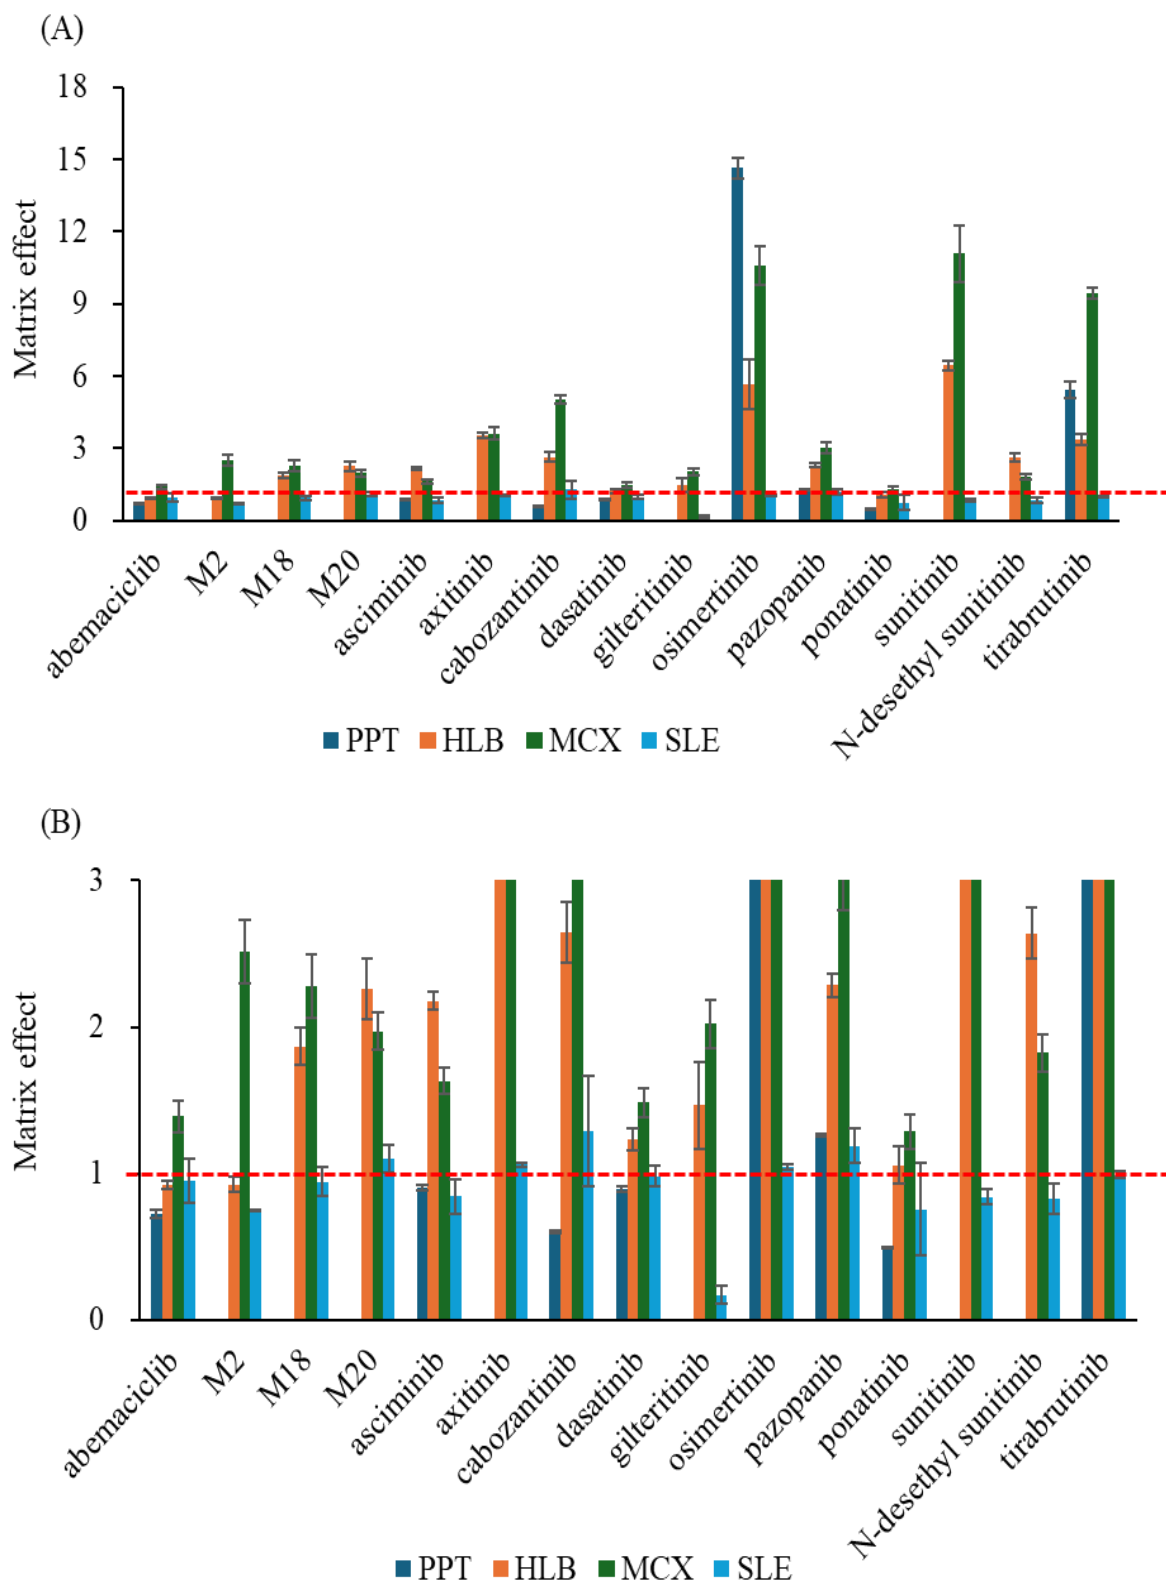 (A)
18
15
12
9
6
3
0
Matrix effect
abemaciclib
M2
M18
M20
asciminib
axitinib
cabozantinib
dasatinib
gilteritinib
osimertinib
pazopanib
ponatinib
sunitinib
N-desethyl sunitinib
tirabrutinib
PPT HLB MCX SLE
(B)
3
2
1
0
Matrix effect
abemaciclib
M2
M18
M20
asciminib
axitinib
cabozantinib
dasatinib
gilteritinib
osimertinib
pazopanib
ponatinib
sunitinib
N-desethyl sunitinib
tirabrutinib
PPT HLB MCX SLE